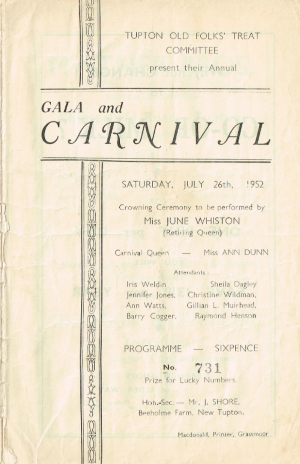 TUPTON OLD FOLKS' TREAT
COMMITTEE
present their Annual
GALA and
CARNIVAL
SATURDAY, JULY 26th, 1952
Crowning Ceremony to be performed by
Miss JUNE WHISTON
(Retiring Queen)
Carnival Queen — Miss ANN DUNN
Attendants:
Iris Weldin Sheila Dagley
Jennifer Jones, Christine Wildman,
Ann Watts, Gillian L. Muirhead,
Barry Cogger, Raymond Henson
PROGRAMME — SIXPENCE
No. 731
Prize for Lucky Numbers.
Hon.-Sec. — Mr. J. SHORE,
Beeholme Farm, New Tupton.
Macdonald, Printer, Grassmoor.